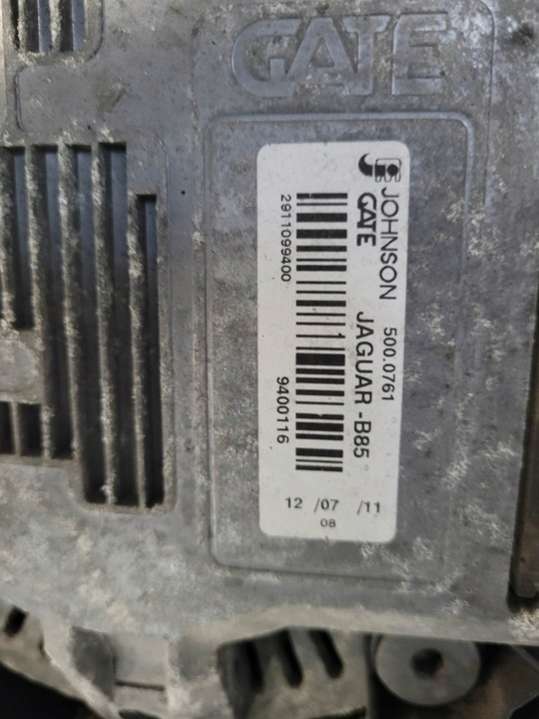 GATE
JOHNSON 500.0761
GATE JAGUAR -B85
2911099400 9400116
12 /07 /11
08